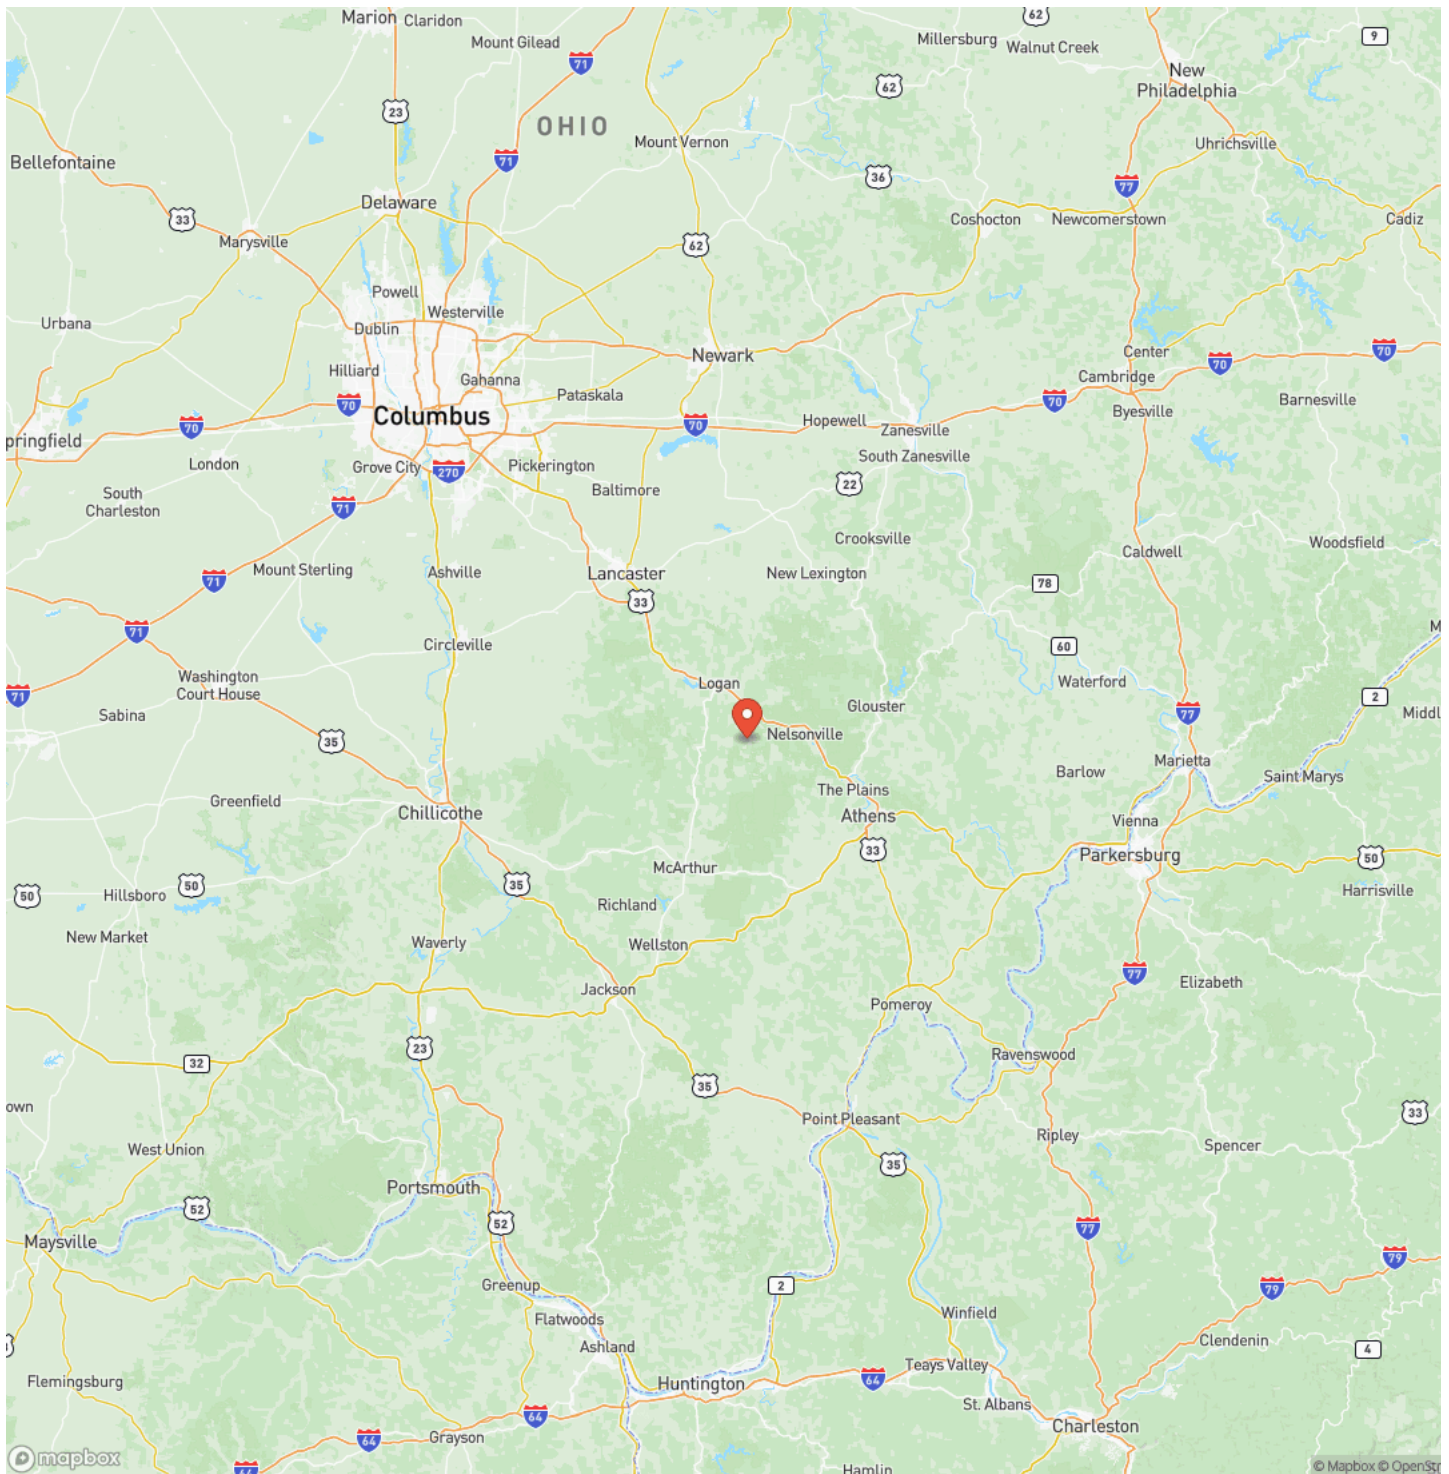 62
Marion
Claridon
Mount Gilead
71
Millersburg
Walnut Creek
9
62
New
Philadelphia
23
OHIO
Mount Vernon
Uhrichsville
Bellefontaine
71
36
77
Delaware
33
Coshocton
Newcomerstown
Cadiz
Marysville
62
Powell
Westerville
Urbana
Dublin
Newark
Center
70
70
Hilliard
Gahanna
Pataskala
Cambridge
70
70
Columbus
Byesville
Barnesville
70
70
Hopewell
Zanesville
pringfield
London
Grove City
270
Pickerington
South Zanesville
22
South
Charleston
Baltimore
71
Crooksville
Caldwell
Woodsfield
71
Mount Sterling
Ashville
Lancaster
New Lexington
78
33
71
Circleville
60
M
Washington
Court House
71
Logan
Waterford
2
Sabina
Glouster
77
Middl
35
Nelsonville
Marietta
Barlow
Saint Marys
The Plains
Greenfield
Chillicothe
Athens
Vienna
33
Parkersburg
50
McArthur
50
50
35
Hillsboro
Harrisville
Richland
New Market
Waverly
Wellston
77
Elizabeth
Jackson
Pomeroy
23
32
Ravenswood
35
own
33
Point Pleasant
Ripley
Spencer
West Union
35
Portsmouth
52
52
77
Maysville
79
Greenup
2
79
Flatwoods
Winfield
Ashland
Clendenin
4
Teays Valley
Flemingsburg
Huntington
64
St. Albans
64
Charleston
Grayson
64
mapbox
64
Hamlin
© Mapbox © OpenStr